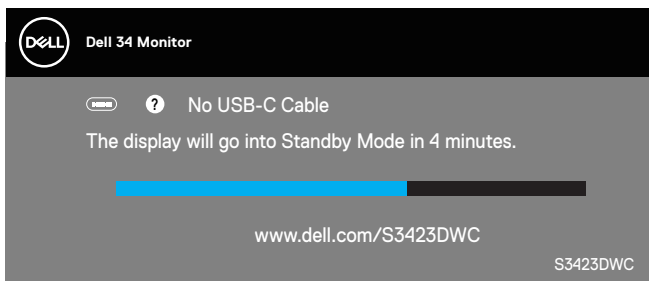 DELL
Dell 34 Monitor
? No USB-C Cable
The display will go into Standby Mode in 4 minutes.
www.dell.com/S3423DWC
S3423DWC